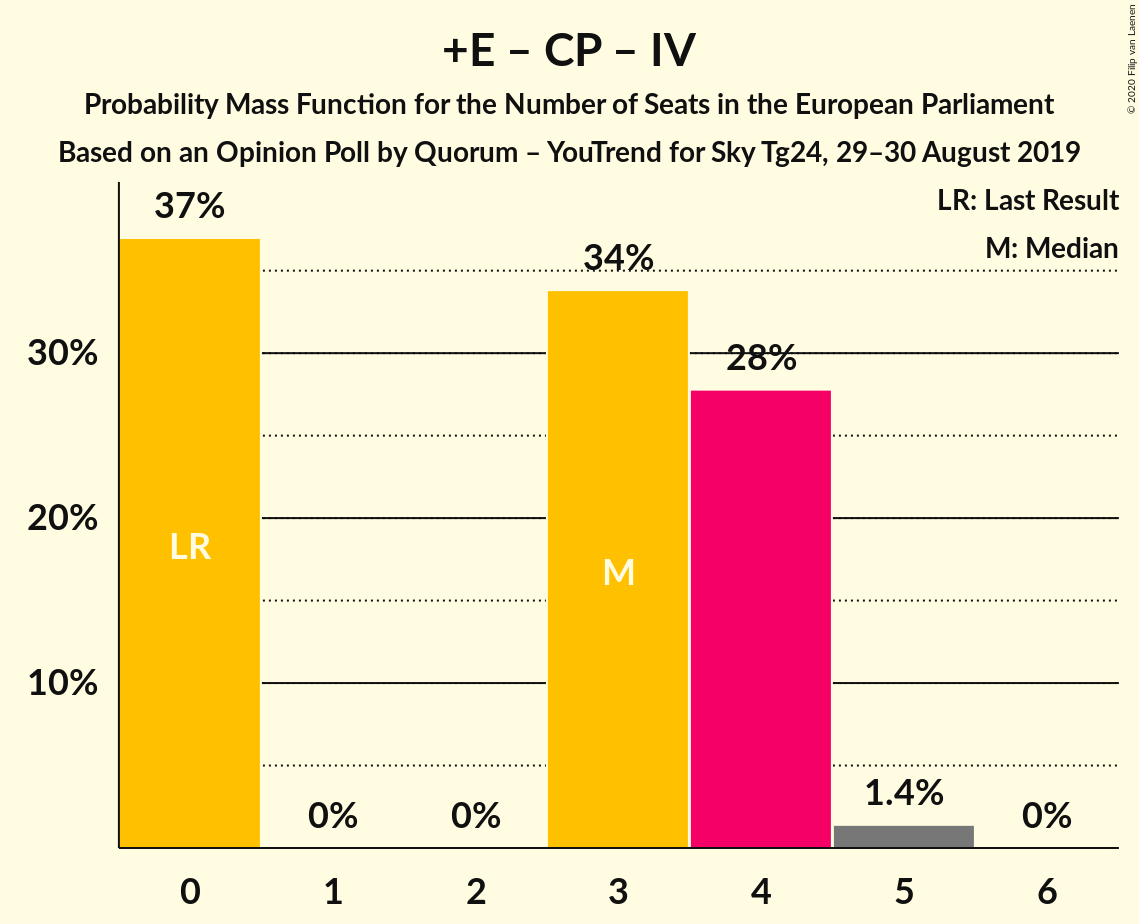 +E – CP – IV
Probability Mass Function for the Number of Seats in the European Parliament
Based on an Opinion Poll by Quorum – YouTrend for Sky Tg24, 29–30 August 2019
© 2020 Filip van Laenen
LR: Last Result
M: Median
37%
34%
28%
30%
20%
10%
LR
M
0%
0%
1.4%
0%
0 1 2 3 4 5 6